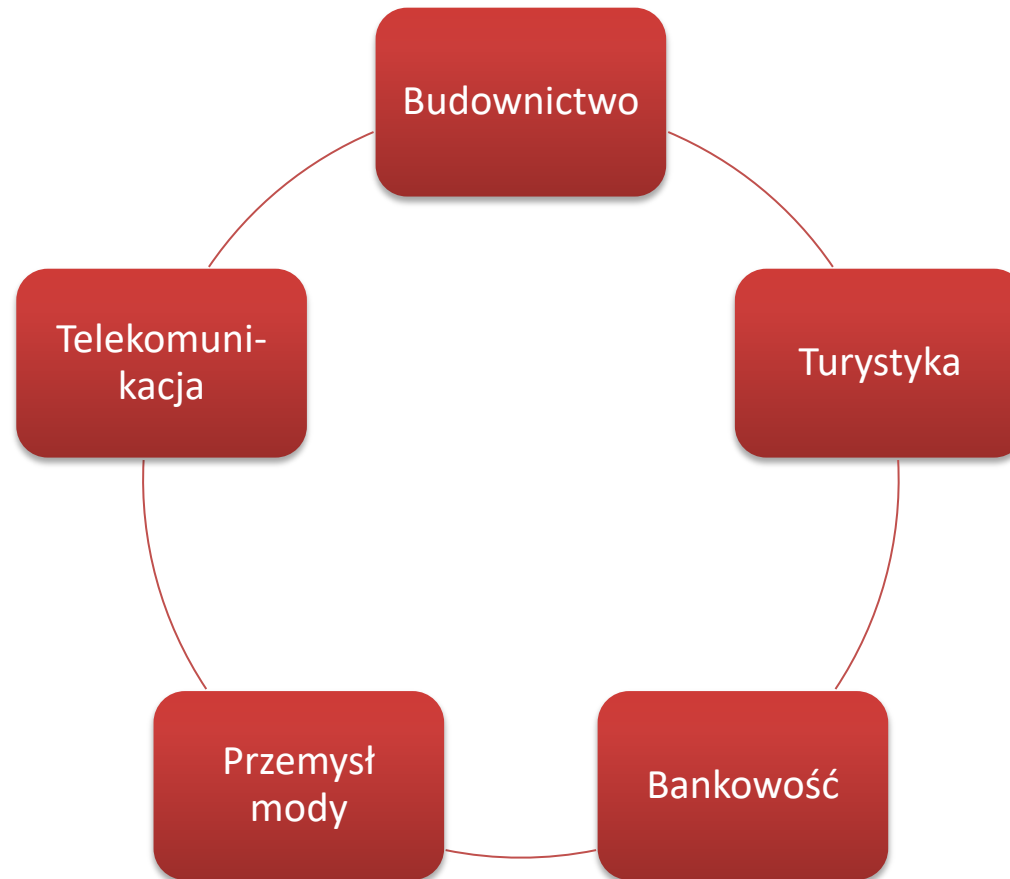 Budownictwo
Turystyka
Bankowość
Przemysł
mody
Telekomuni-
kacja